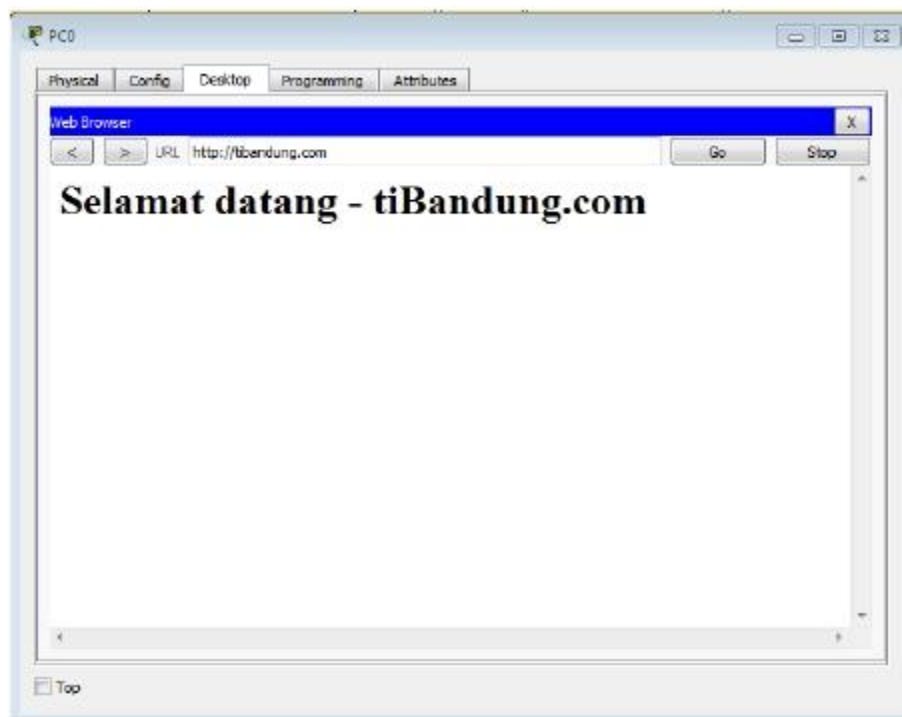 PC0
Physical Config Desktop Programming Attributes
Web Browser X
< > URL http://tibandung.com Go Stop
Selamat datang - tiBandung.com
Top